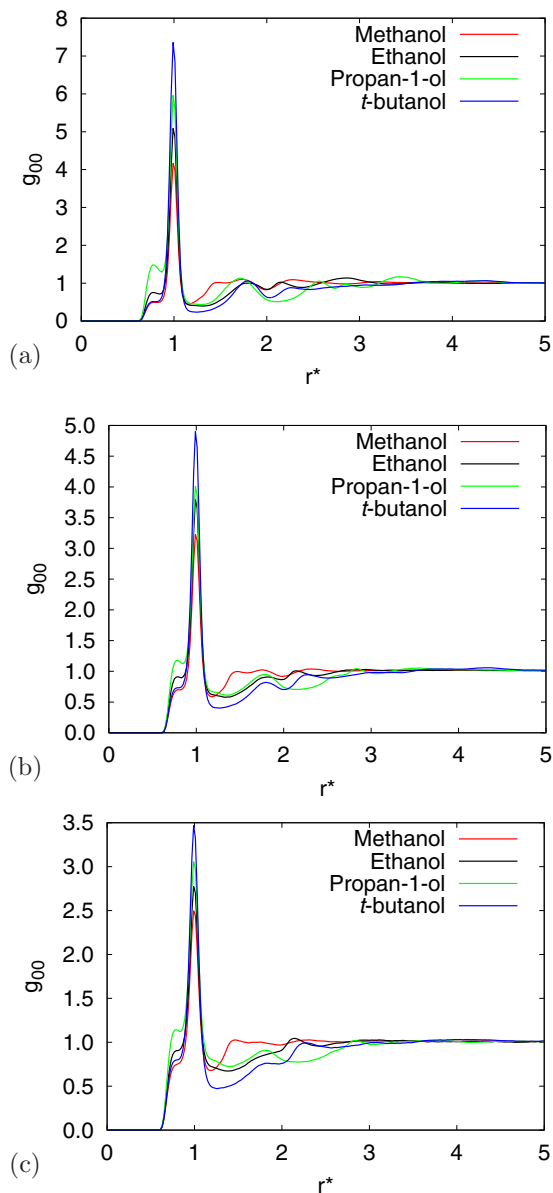 8
7
6
5
4
3
2
1
0
g00
Methanol
Ethanol
Propan-1-ol
t-butanol
0 1 2 3 4 5
r*
(a)
5.0
4.5
4.0
3.5
3.0
2.5
2.0
1.5
1.0
0.5
0.0
g00
Methanol
Ethanol
Propan-1-ol
t-butanol
0 1 2 3 4 5
r*
(b)
3.5
3.0
2.5
2.0
1.5
1.0
0.5
0.0
g00
Methanol
Ethanol
Propan-1-ol
t-butanol
0 1 2 3 4 5
r*
(c)